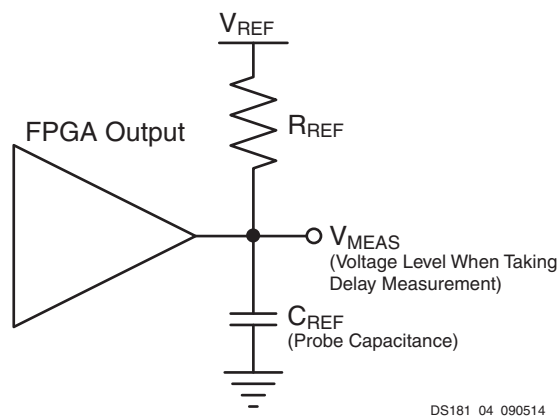 VREF
FPGA Output
RREF
VMEAS
(Voltage Level When Taking
Delay Measurement)
CREF
(Probe Capacitance)
DS181_04_090514